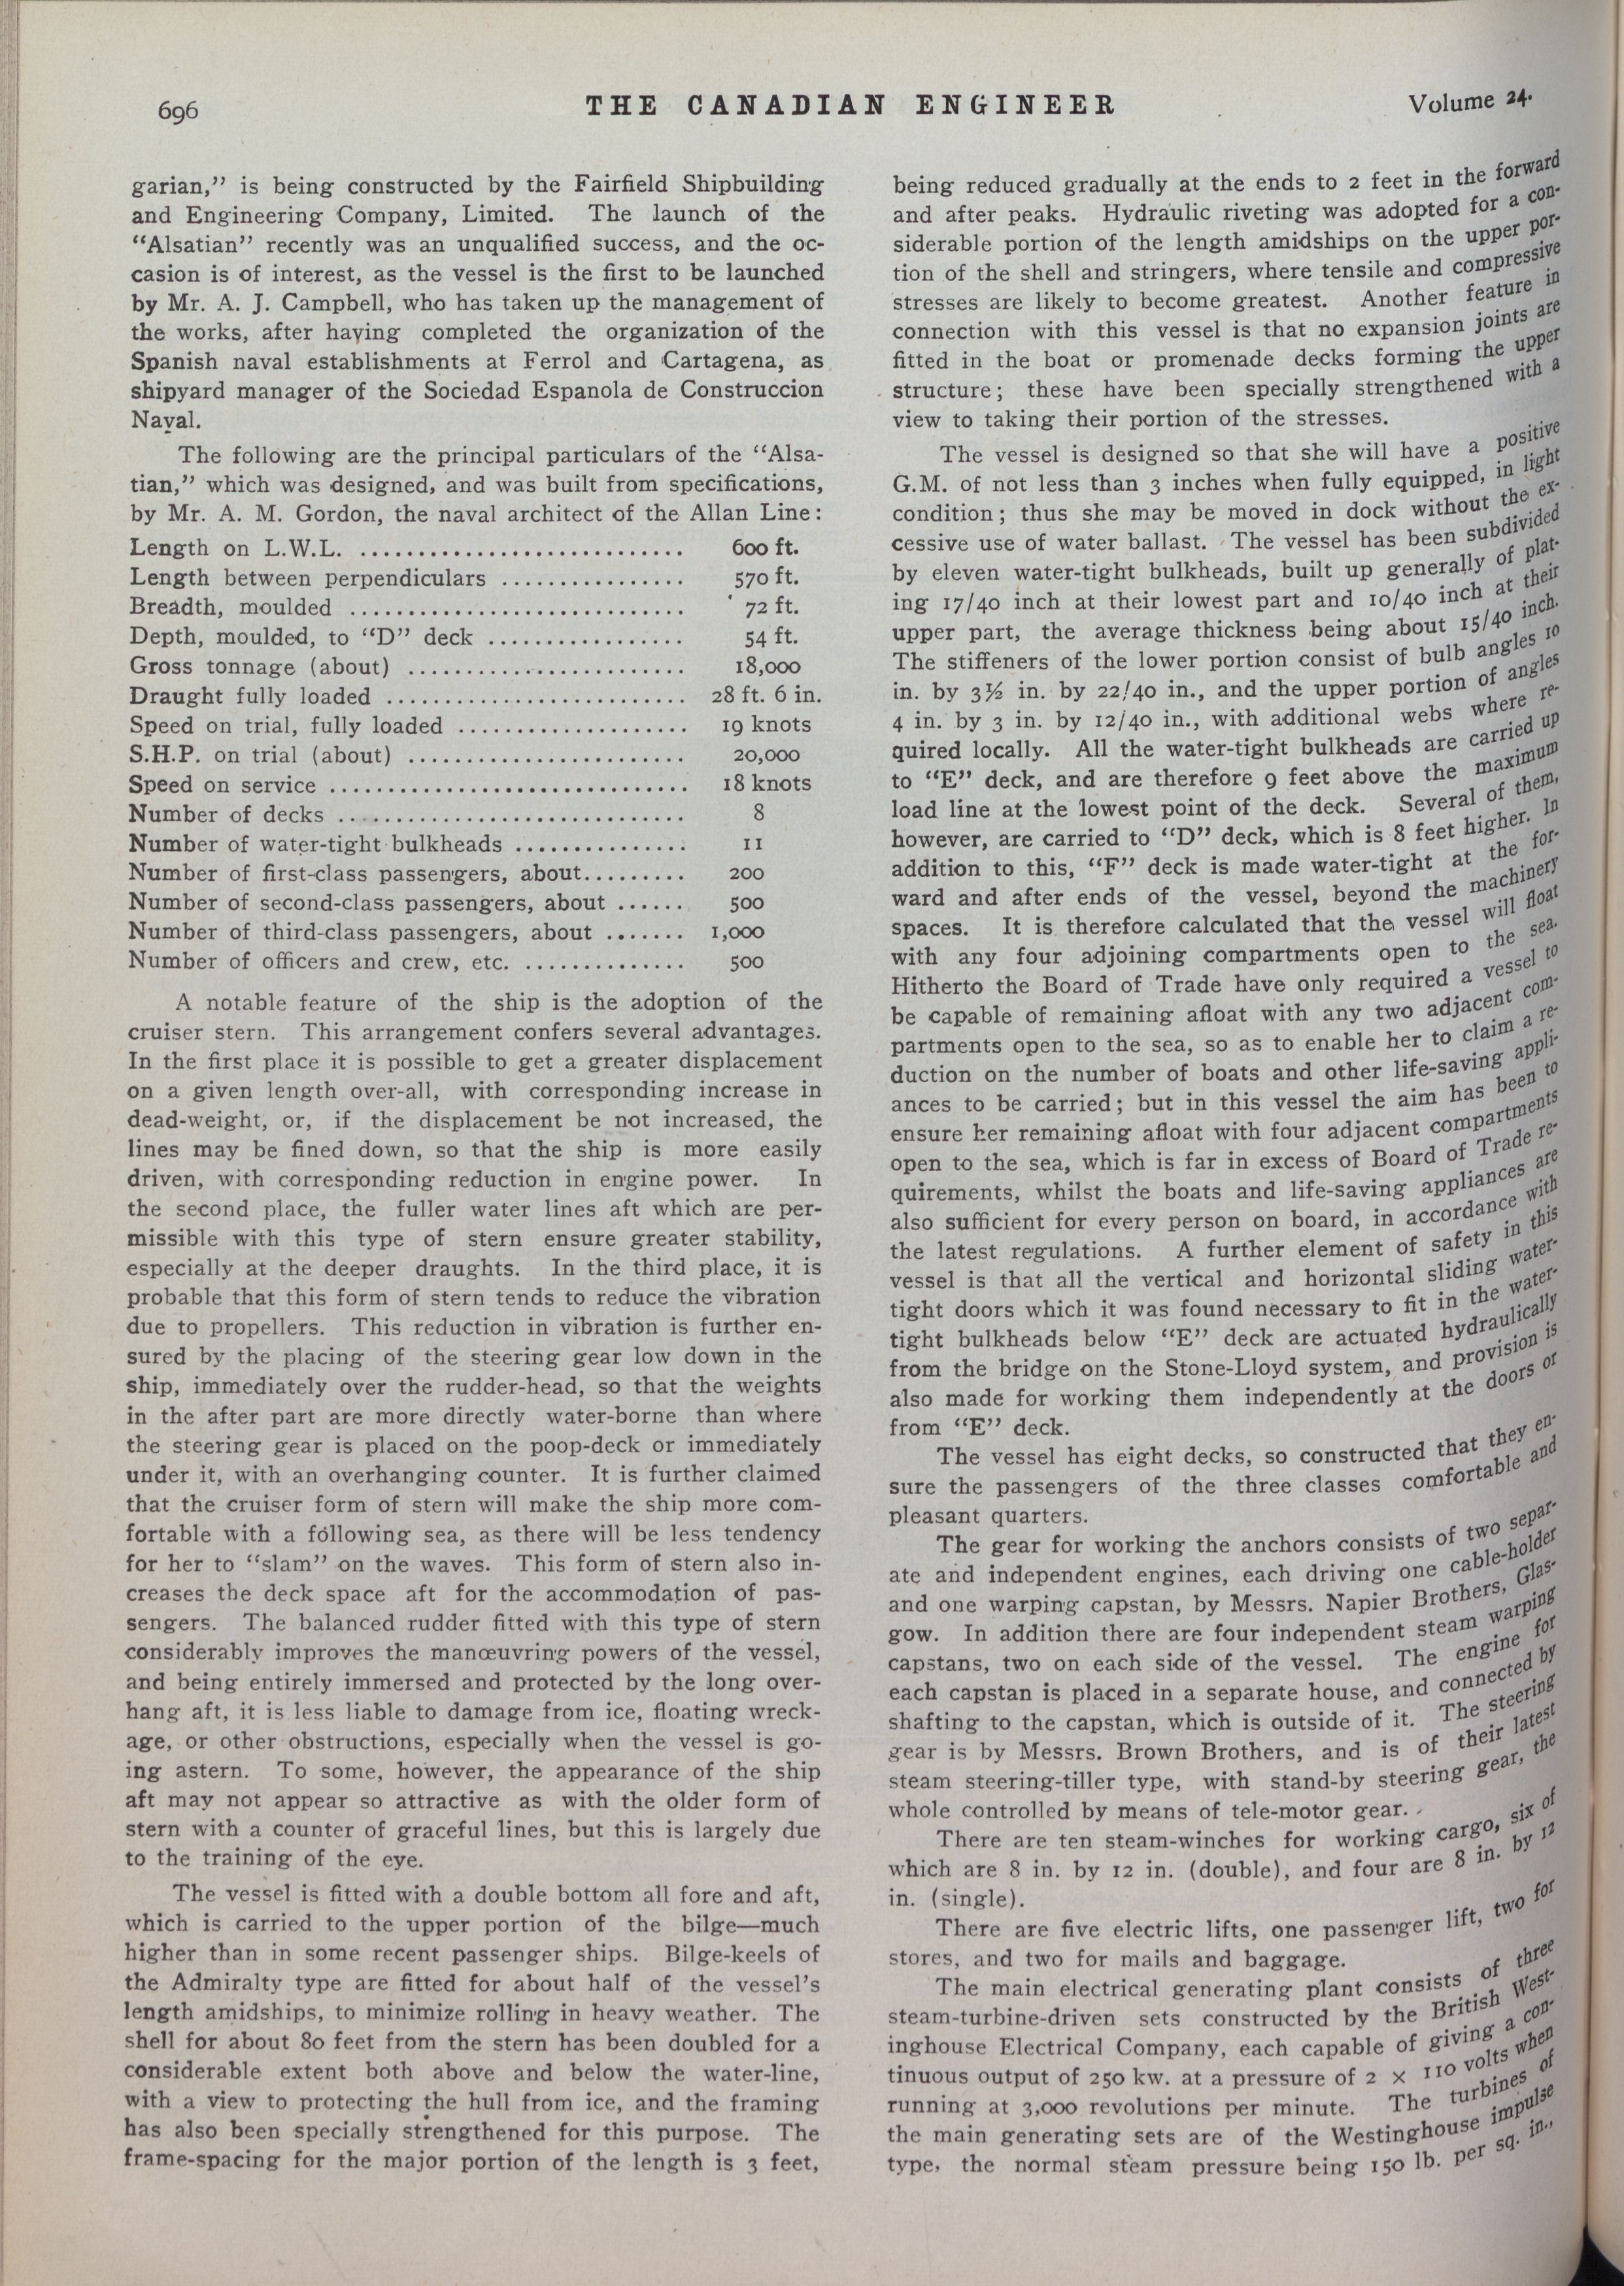 696
THE CANADIAN ENGINEER
Volume 24.
garian,” is being constructed by the Fairfield Shipbuilding
and Engineering Company, Limited. The launch of the
“Alsatian” recently was an unqualified success, and the oc-
casion is of interest, as the vessel is the first to be launched
by Mr. A. J. Campbell, who has taken up the management of
the works, after having completed the organization of the
Spanish naval establishments at Ferrol and Cartagena, as
shipyard manager of the Sociedad Espanola de Construccion
Naval.
The following are the principal particulars of the “Alsa-
tian,” which was designed, and was built from specifications,
by Mr. A. M. Gordon, the naval architect of the Allan Line:
Length on L.W.L. ............................ 600 ft.
Length between perpendiculars ................ 570 ft.
Breadth, moulded ............................. 72 ft.
Depth, moulded, to “D” deck ................. 54 ft.
Gross tonnage (about) ........................ 18,000
Draught fully loaded .......................... 28 ft. 6 in.
Speed on trial, fully loaded .................... 19 knots
S.H.P. on trial (about) ........................ 20,000
Speed on service ............................... 18 knots
Number of decks .............................. 8
Number of water-tight bulkheads ............... 11
Number of first-class passengers, about......... 200
Number of second-class passengers, about ...... 500
Number of third-class passengers, about ....... 1,000
Number of officers and crew, etc. .............. 500
A notable feature of the ship is the adoption of the
cruiser stern. This arrangement confers several advantages.
In the first place it is possible to get a greater displacement
on a given length over-all, with corresponding increase in
dead-weight, or, if the displacement be not increased, the
lines may be fined down, so that the ship is more easily
driven, with corresponding reduction in engine power. In
the second place, the fuller water lines aft which are per-
missible with this type of stern ensure greater stability,
especially at the deeper draughts. In the third place, it is
probable that this form of stern tends to reduce the vibration
due to propellers. This reduction in vibration is further en-
sured by the placing of the steering gear low down in the
ship, immediately over the rudder-head, so that the weights
in the after part are more directly water-borne than where
the steering gear is placed on the poop-deck or immediately
under it, with an overhanging counter. It is further claimed
that the cruiser form of stern will make the ship more com-
fortable with a following sea, as there will be less tendency
for her to “slam” on the waves. This form of stern also in-
creases the deck space aft for the accommodation of pas-
sengers. The balanced rudder fitted with this type of stern
considerably improves the manœuvring powers of the vessel,
and being entirely immersed and protected by the long over-
hang aft, it is less liable to damage from ice, floating wreck-
age, or other obstructions, especially when the vessel is go-
ing astern. To some, however, the appearance of the ship
aft may not appear so attractive as with the older form of
stern with a counter of graceful lines, but this is largely due
to the training of the eye.
The vessel is fitted with a double bottom all fore and aft,
which is carried to the upper portion of the bilge—much
higher than in some recent passenger ships. Bilge-keels of
the Admiralty type are fitted for about half of the vessel’s
length amidships, to minimize rolling in heavy weather. The
shell for about 80 feet from the stern has been doubled for a
considerable extent both above and below the water-line,
with a view to protecting the hull from ice, and the framing
has also been specially strengthened for this purpose. The
frame-spacing for the major portion of the length is 3 feet,
being reduced gradually at the ends to 2 feet in the forward
and after peaks. Hydraulic riveting was adopted for a con-
siderable portion of the length amidships on the upper por-
tion of the shell and stringers, where tensile and compressive
stresses are likely to become greatest. Another feature in
connection with this vessel is that no expansion joints are
fitted in the boat or promenade decks forming the upper
structure; these have been specially strengthened with a
view to taking their portion of the stresses.
The vessel is designed so that she will have a positive
G.M. of not less than 3 inches when fully equipped, in light
condition; thus she may be moved in dock without the ex-
cessive use of water ballast. The vessel has been subdivided
by eleven water-tight bulkheads, built up generally of plat-
ing 17/40 inch at their lowest part and 10/40 inch at their
upper part, the average thickness being about 15/40 inch.
The stiffeners of the lower portion consist of bulb angles 10
in. by 3½ in. by 22/40 in., and the upper portion of angles
4 in. by 3 in. by 12/40 in., with additional webs where re-
quired locally. All the water-tight bulkheads are carried up
to “E” deck, and are therefore 9 feet above the maximum
load line at the lowest point of the deck. Several of them,
however, are carried to “D” deck, which is 8 feet higher. In
addition to this, “F” deck is made water-tight at the for-
ward and after ends of the vessel, beyond the machinery
spaces. It is therefore calculated that the vessel will float
with any four adjoining compartments open to the sea.
Hitherto the Board of Trade have only required a vessel to
be capable of remaining afloat with any two adjacent com-
partments open to the sea, so as to enable her to claim a re-
duction on the number of boats and other life-saving appli-
ances to be carried; but in this vessel the aim has been to
ensure her remaining afloat with four adjacent compartments
open to the sea, which is far in excess of Board of Trade re-
quirements, whilst the boats and life-saving appliances are
also sufficient for every person on board, in accordance with
the latest regulations. A further element of safety in this
vessel is that all the vertical and horizontal sliding water-
tight doors which it was found necessary to fit in the water-
tight bulkheads below “E” deck are actuated hydraulically
from the bridge on the Stone-Lloyd system, and provision is
also made for working them independently at the doors or
from “E” deck.
The vessel has eight decks, so constructed that they en-
sure the passengers of the three classes comfortable and
pleasant quarters.
The gear for working the anchors consists of two separ-
ate and independent engines, each driving one cable-holder
and one warping capstan, by Messrs. Napier Brothers, Glas-
gow. In addition there are four independent steam warping
capstans, two on each side of the vessel. The engine for
each capstan is placed in a separate house, and connected by
shafting to the capstan, which is outside of it. The steering
gear is by Messrs. Brown Brothers, and is of their latest
steam steering-tiller type, with stand-by steering gear, the
whole controlled by means of tele-motor gear.
There are ten steam-winches for working cargo, six of
which are 8 in. by 12 in. (double), and four are 8 in. by 12
in. (single).
There are five electric lifts, one passenger lift, two for
stores, and two for mails and baggage.
The main electrical generating plant consists of three
steam-turbine-driven sets constructed by the British West-
inghouse Electrical Company, each capable of giving a con-
tinuous output of 250 kw. at a pressure of 2 × 110 volts when
running at 3,000 revolutions per minute. The turbines of
the main generating sets are of the Westinghouse impulse
type, the normal steam pressure being 150 lb. per sq. in.,